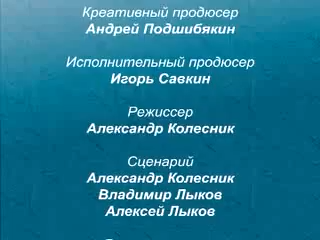 Креативный продюсер
Андрей Подшибякин
Исполнительный продюсер
Игорь Савкин
Режиссер
Александр Колесник
Сценарий
Александр Колесник
Владимир Лыков
Алексей Лыков